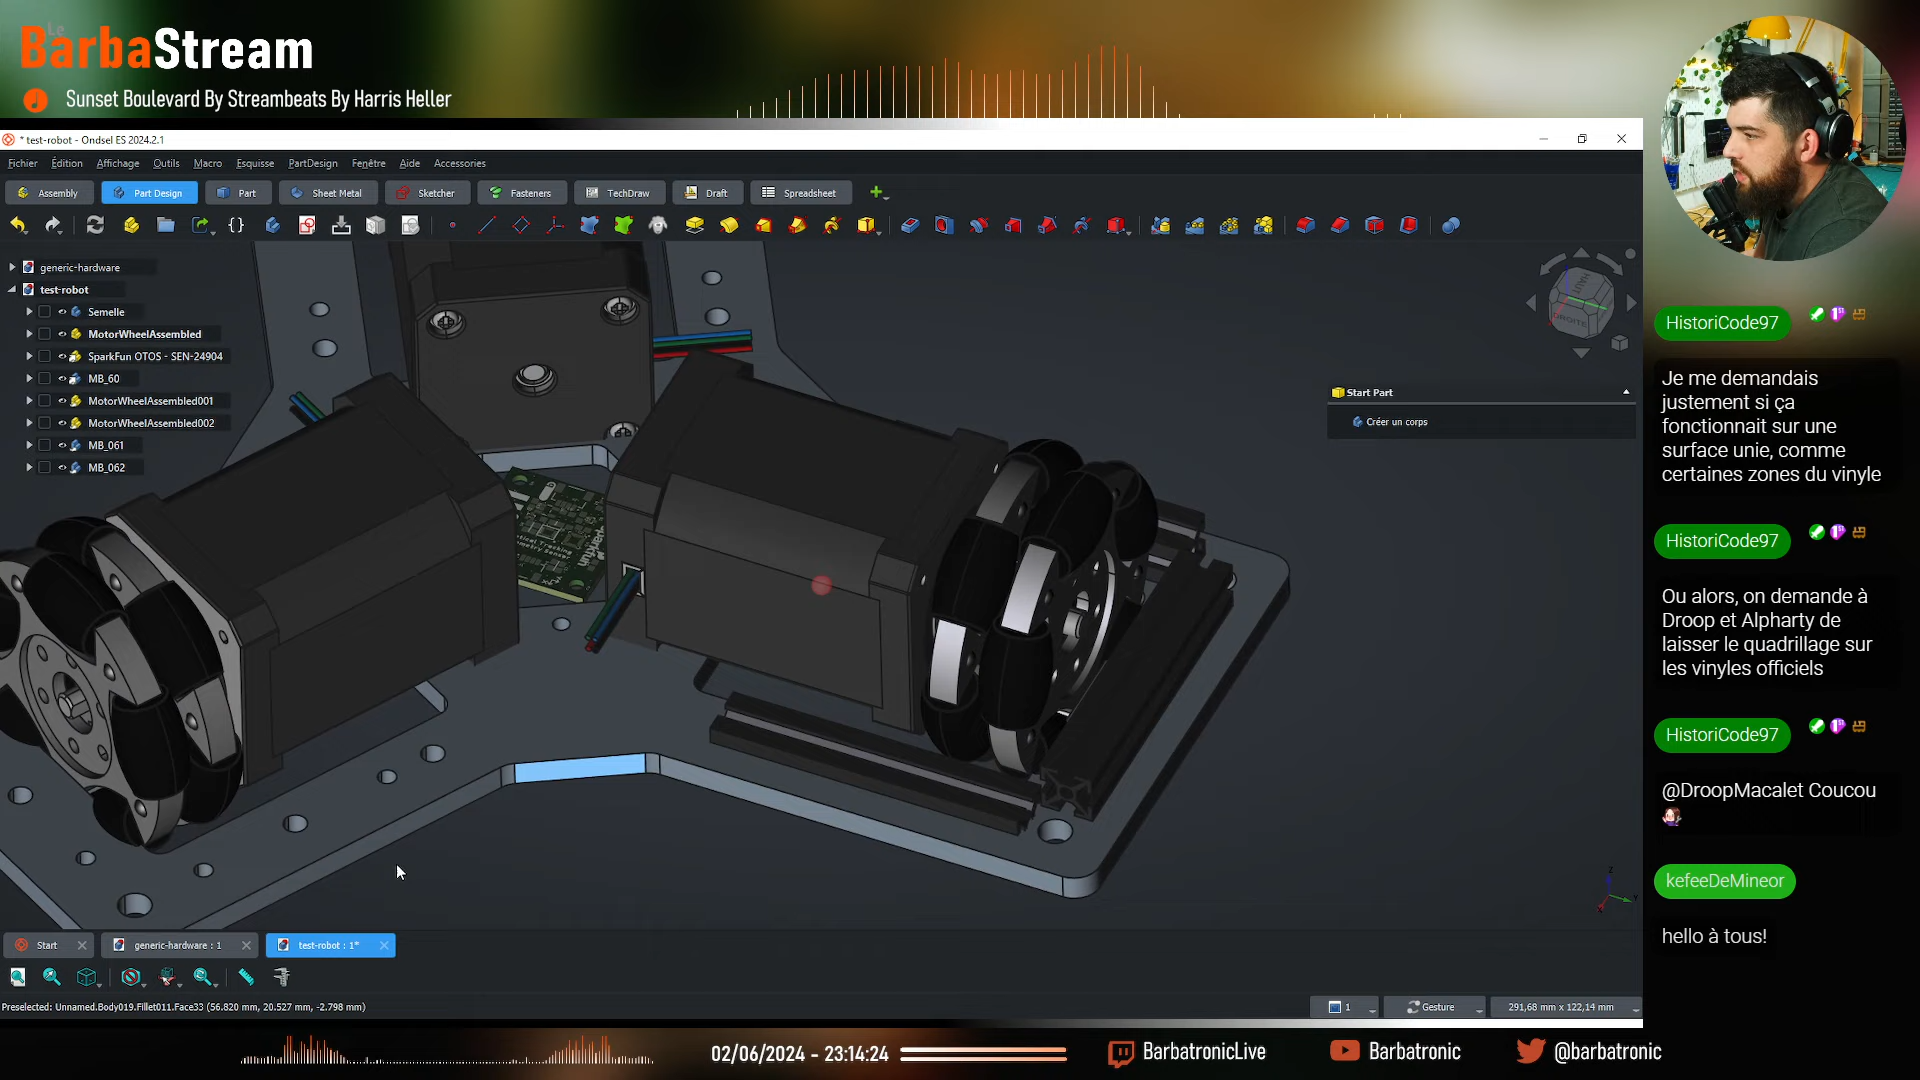 Le
BarbaStream
Sunset Boulevard By Streambeats By Harris Heller
* test-robot - Ondsel ES 2024.2.1
Fichier Édition Affichage Outils Macro Esquisse PartDesign Fenêtre Aide Accessories
Assembly Part Design Part Sheet Metal Sketcher Fasteners TechDraw Draft Spreadsheet
generic-hardware
test-robot
Semelle
MotorWheelAssembled
SparkFun OTOS - SEN-24904
MB_60
MotorWheelAssembled001
MotorWheelAssembled002
MB_061
MB_062
HAUT
DROITE
Start Part
Créer un corps
Start
generic-hardware : 1
test-robot : 1*
Preselected: Unnamed.Body019.Fillet011.Face33 (56.820 mm, 20.527 mm, -2.798 mm)
1
Gesture
291,68 mm x 122,14 mm
HistoriCode97
Je me demandais
justement si ça
fonctionnait sur une
surface unie, comme
certaines zones du vinyle
HistoriCode97
Ou alors, on demande à
Droop et Alpharty de
laisser le quadrillage sur
les vinyles officiels
HistoriCode97
@DroopMacalet Coucou
kefeeDeMineor
hello à tous!
02/06/2024 - 23:14:24
BarbatronicLive
Barbatronic
@barbatronic